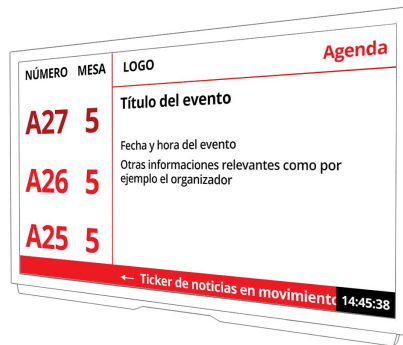 NÚMERO MESA
A27 5
A26 5
A25 5
LOGO
Agenda
Título del evento
Fecha y hora del evento
Otras informaciones relevantes como por
ejemplo el organizador
← Ticker de noticias en movimiento
14:45:38